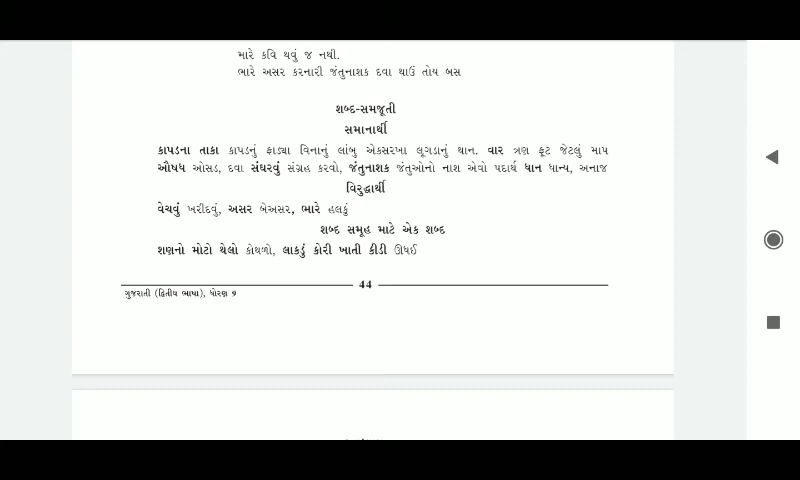 મારે કવિ થવું જ નથી.
ભારે અસર કરનારી જંતુનાશક દવા થાઉં તોય બસ
શબ્દ-સમજૂતી
સમાનાર્થી
કાપડના તાકા કાપડનું ફાડ્યા વિનાનું લાંબુ એકસરખા લૂગડાનું થાન. વાર ત્રણ ફૂટ જેટલું માપ
ઔષધ ઓસડ, દવા સંઘરવું સંગ્રહ કરવો, જંતુનાશક જંતુઓનો નાશ એવો પદાર્થ ધાન ધાન્ય, અનાજ
વિરુદ્ધાર્થી
વેચવું ખરીદવું, અસર બેઅસર, ભારે હલકું
શબ્દ સમૂહ માટે એક શબ્દ
શણનો મોટો થેલો કોથળો, લાકડું કોરી ખાતી કીડી ઊધઈ
44
ગુજરાતી (દ્વિતીય ભાષા), ધોરણ 9